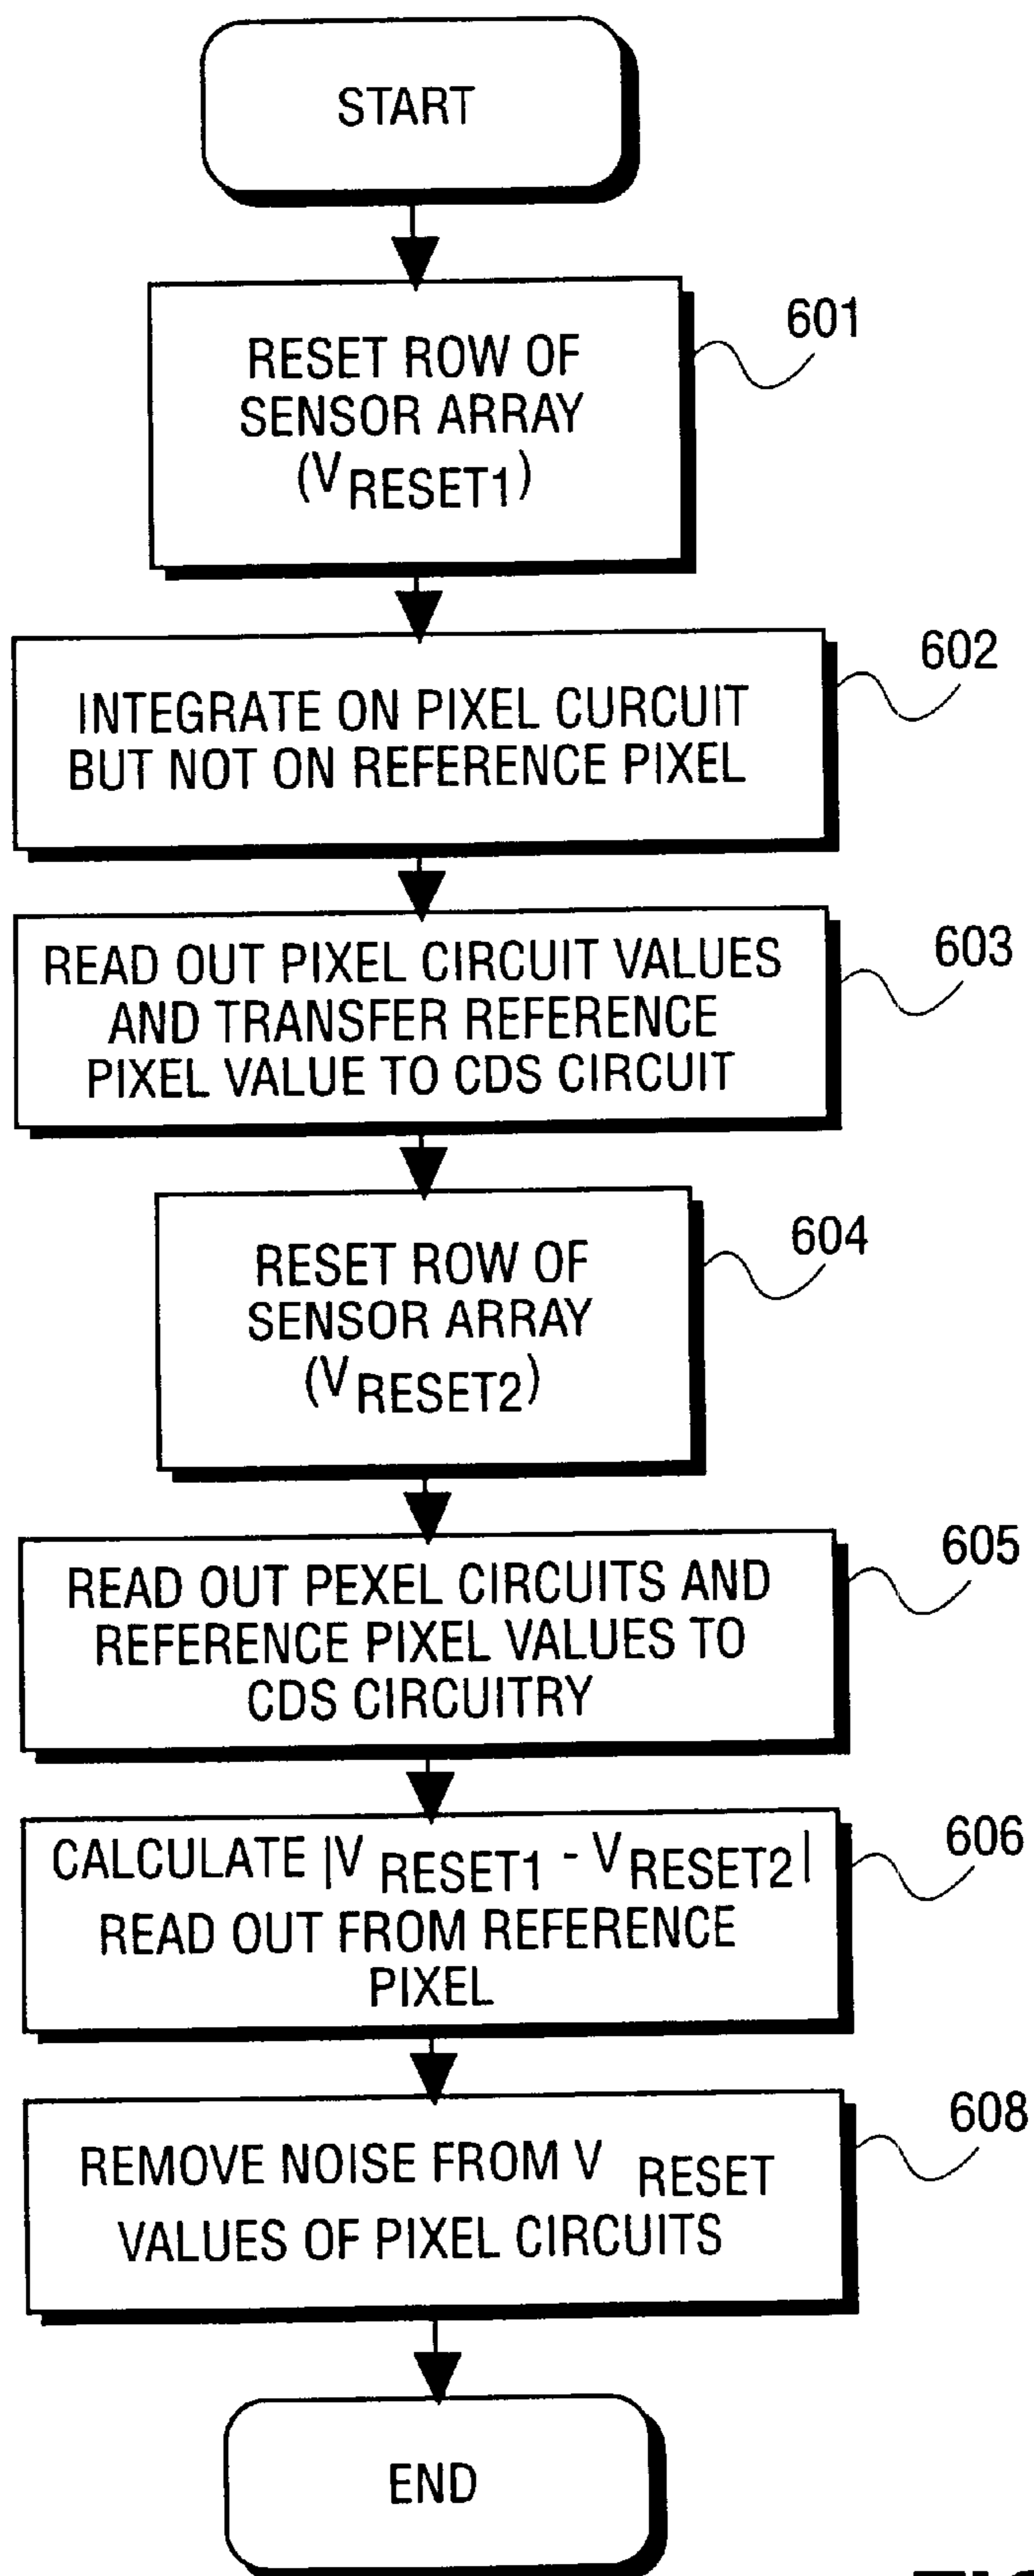 START
RESET ROW OF
SENSOR ARRAY
(VRESET1)
601
INTEGRATE ON PIXEL CURCUIT
BUT NOT ON REFERENCE PIXEL
602
READ OUT PIXEL CIRCUIT VALUES
AND TRANSFER REFERENCE
PIXEL VALUE TO CDS CIRCUIT
603
RESET ROW OF
SENSOR ARRAY
(VRESET2)
604
READ OUT PEXEL CIRCUITS AND
REFERENCE PIXEL VALUES TO
CDS CIRCUITRY
605
CALCULATE |V RESET1 - VRESET2|
READ OUT FROM REFERENCE
PIXEL
606
REMOVE NOISE FROM V RESET
VALUES OF PIXEL CIRCUITS
608
END